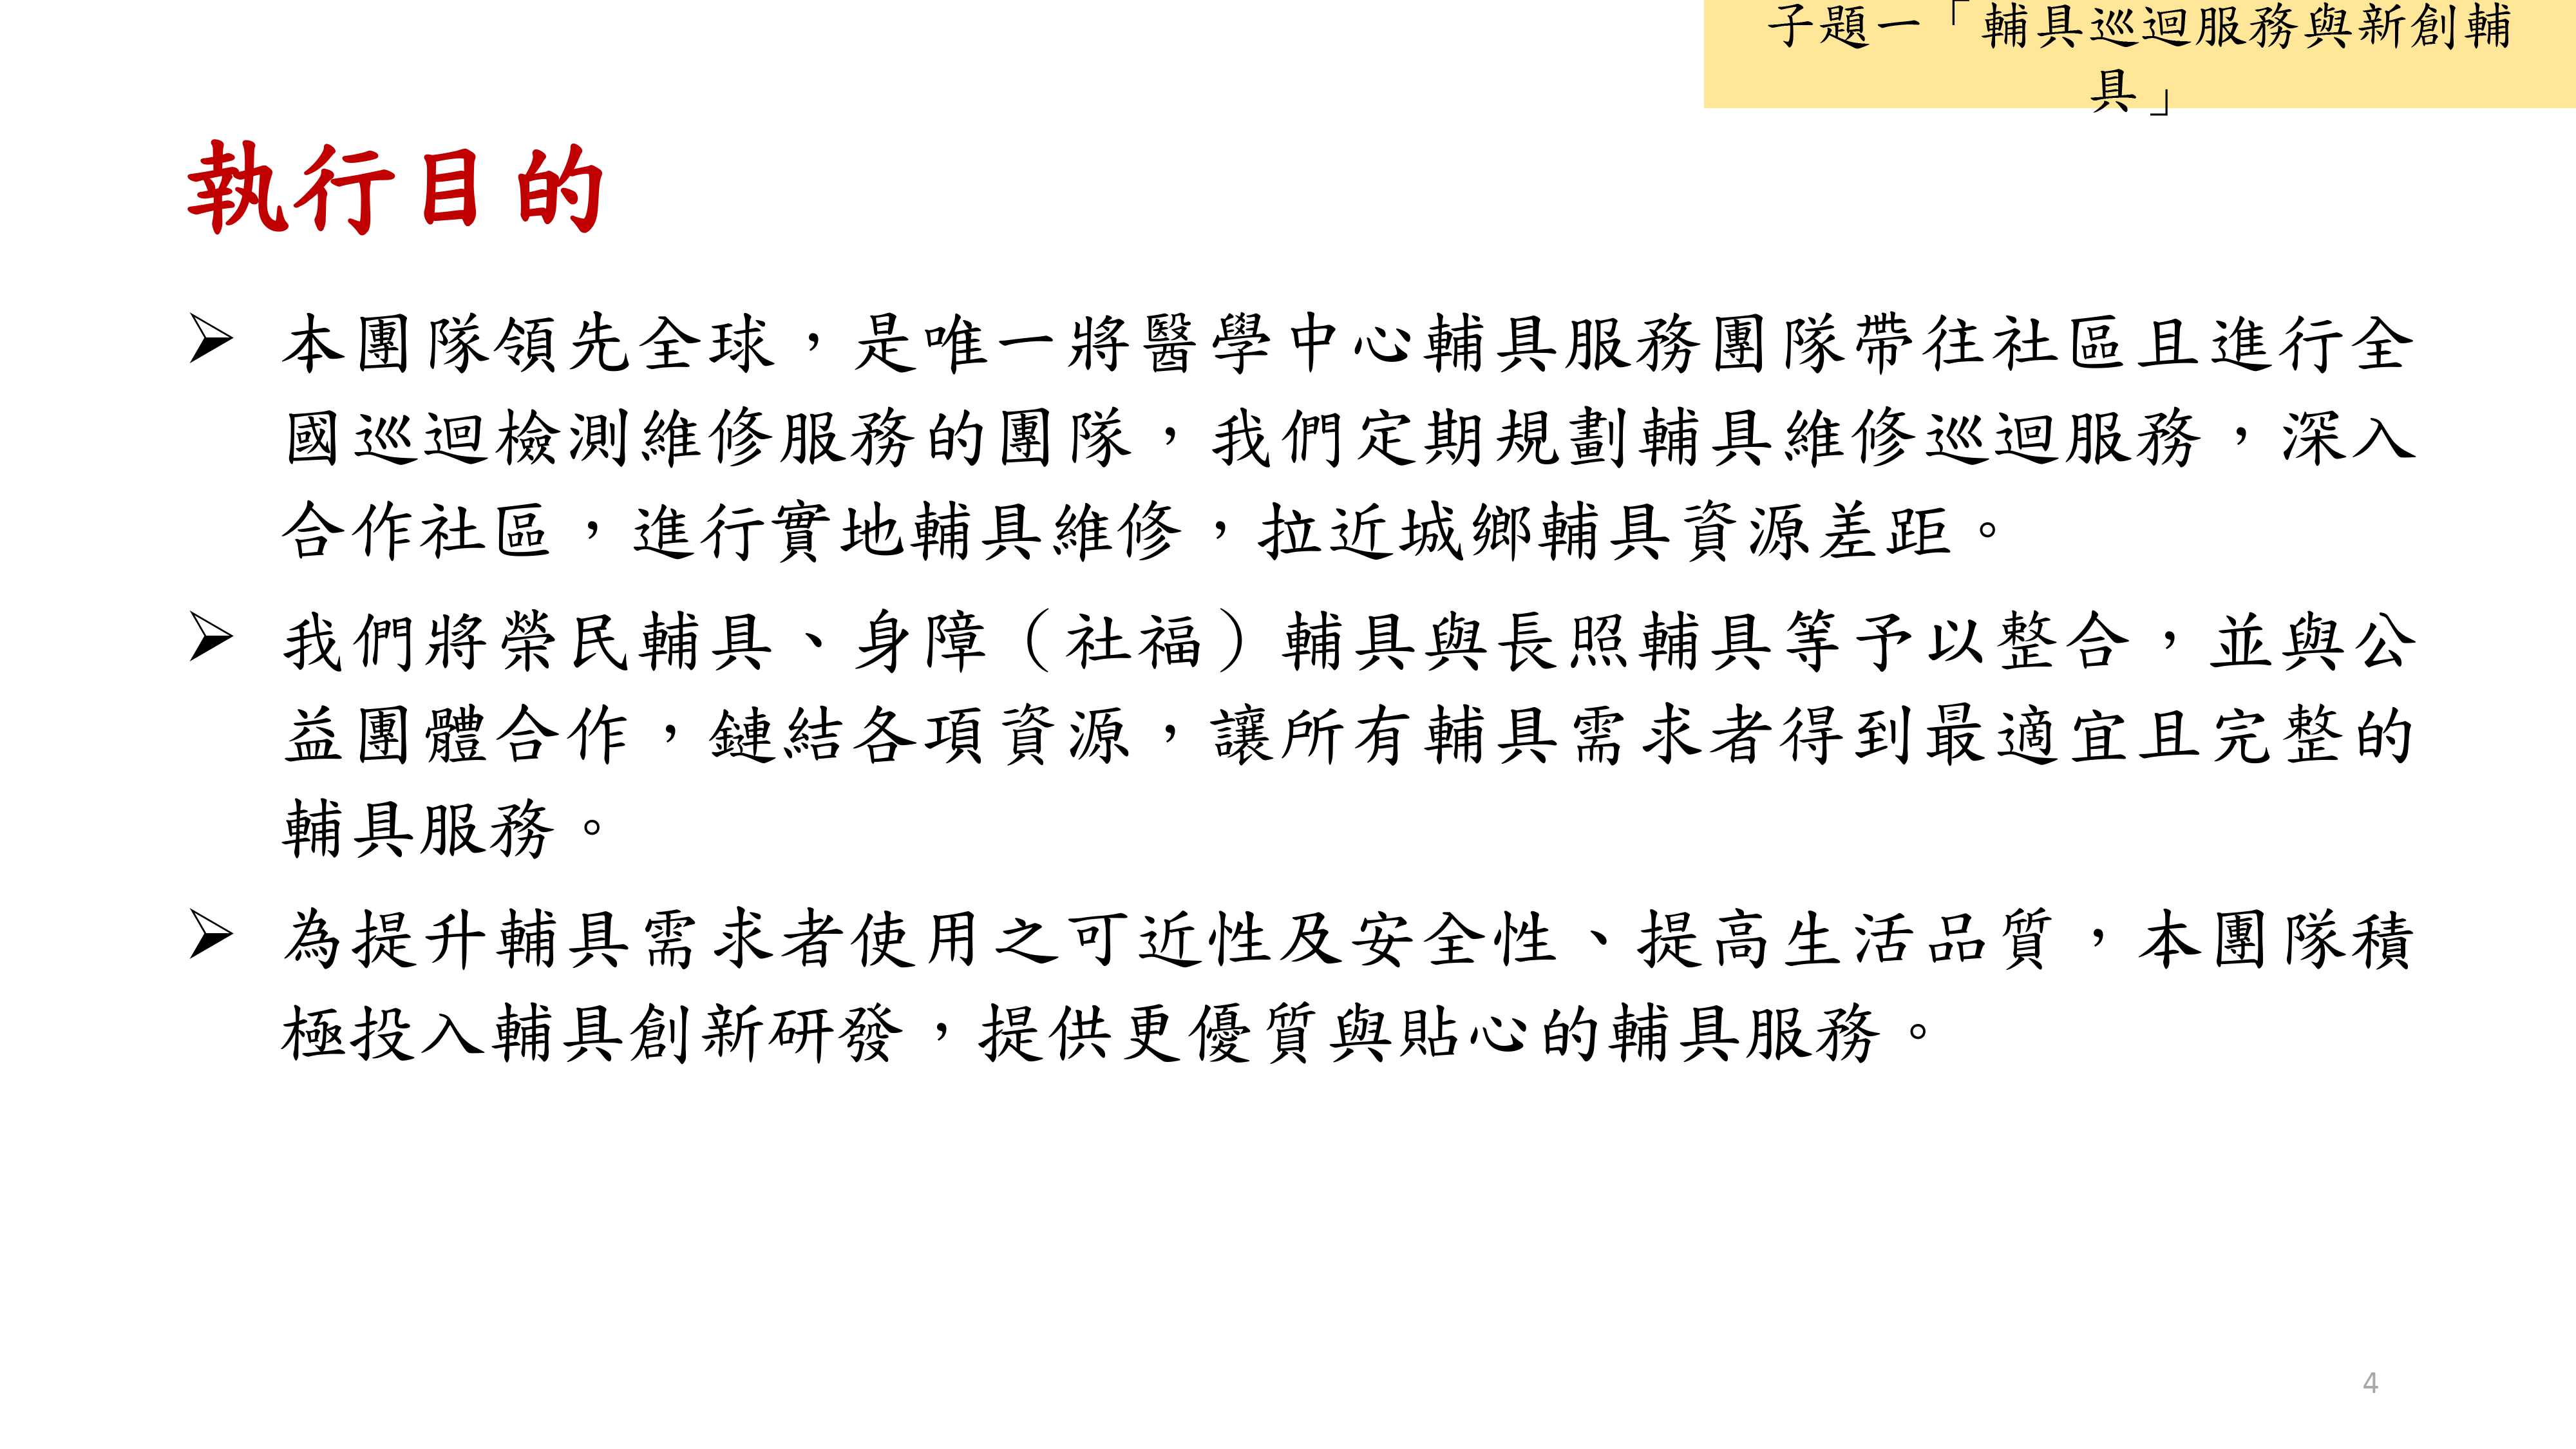 子題一「輔具巡迴服務與新創輔
具」
執行目的
➢ 本團隊領先全球，是唯一將醫學中心輔具服務團隊帶往社區且進行全
國巡迴檢測維修服務的團隊，我們定期規劃輔具維修巡迴服務，深入
合作社區，進行實地輔具維修，拉近城鄉輔具資源差距。
➢ 我們將榮民輔具、身障（社福）輔具與長照輔具等予以整合，並與公
益團體合作，鏈結各項資源，讓所有輔具需求者得到最適宜且完整的
輔具服務。
➢ 為提升輔具需求者使用之可近性及安全性、提高生活品質，本團隊積
極投入輔具創新研發，提供更優質與貼心的輔具服務。
4